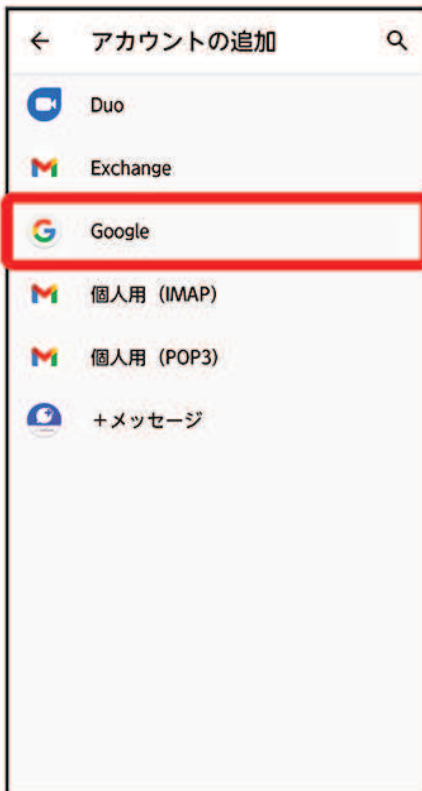 アカウントの追加
Duo
Exchange
Google
個人用（IMAP）
個人用（POP3）
＋メッセージ